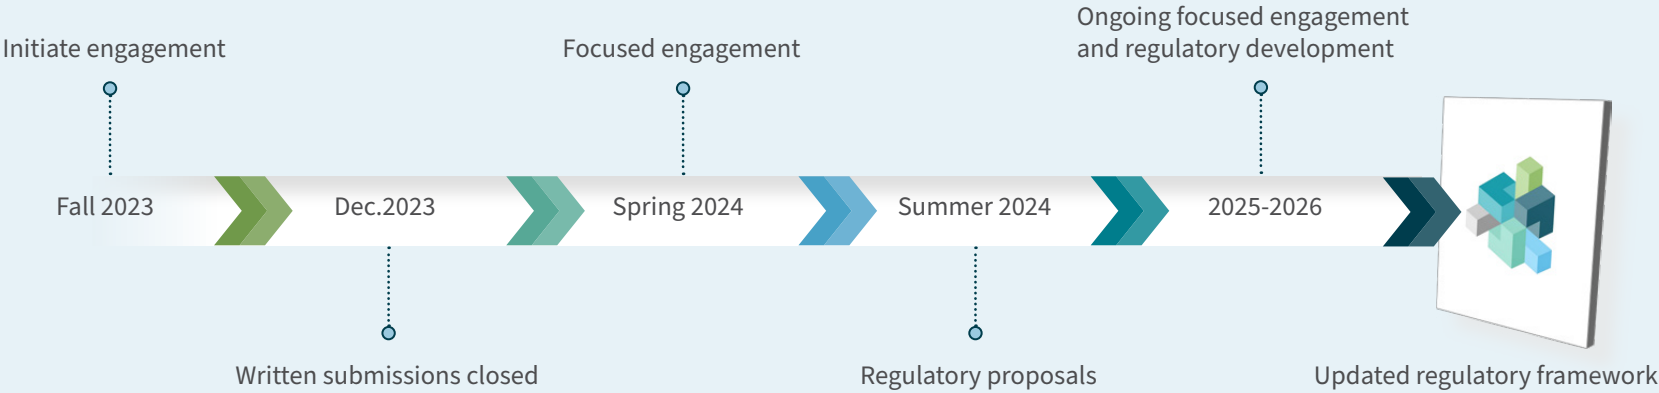 Initiate engagement
Focused engagement
Ongoing focused engagement
and regulatory development
Fall 2023
Dec.2023
Spring 2024
Summer 2024
2025-2026
Written submissions closed
Regulatory proposals
Updated regulatory framework